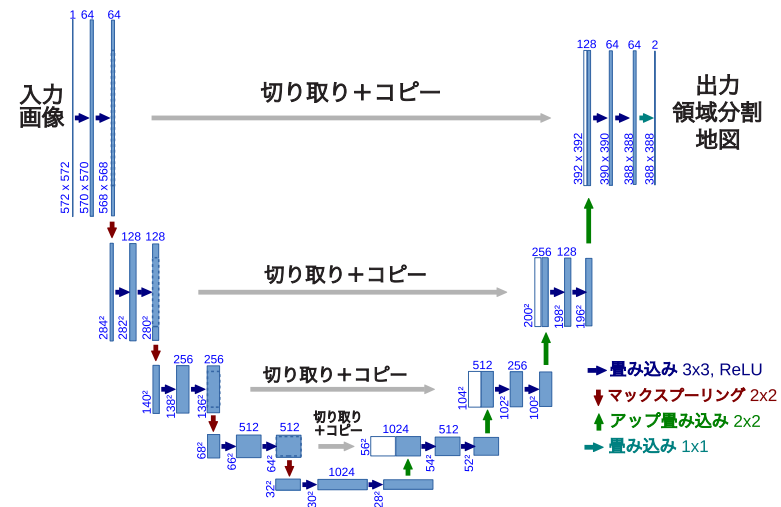 1 64 64
入力
画像
572 x 572
570 x 570
568 x 568
切り取り＋コピー
128 64 64 2
392 x 392
390 x 390
388 x 388
388 x 388
出力
領域分割
地図
128 128
284²
282²
280²
切り取り＋コピー
256 128
200²
198²
196²
256 256
140²
138²
136²
切り取り＋コピー
512 256
104²
102²
100²
512 512
68²
66²
64²
切り取り
＋コピー
1024 512
56²
54²
52²
1024
32²
30²
28²
畳み込み 3x3, ReLU
マックスプーリング 2x2
アップ畳み込み 2x2
畳み込み 1x1